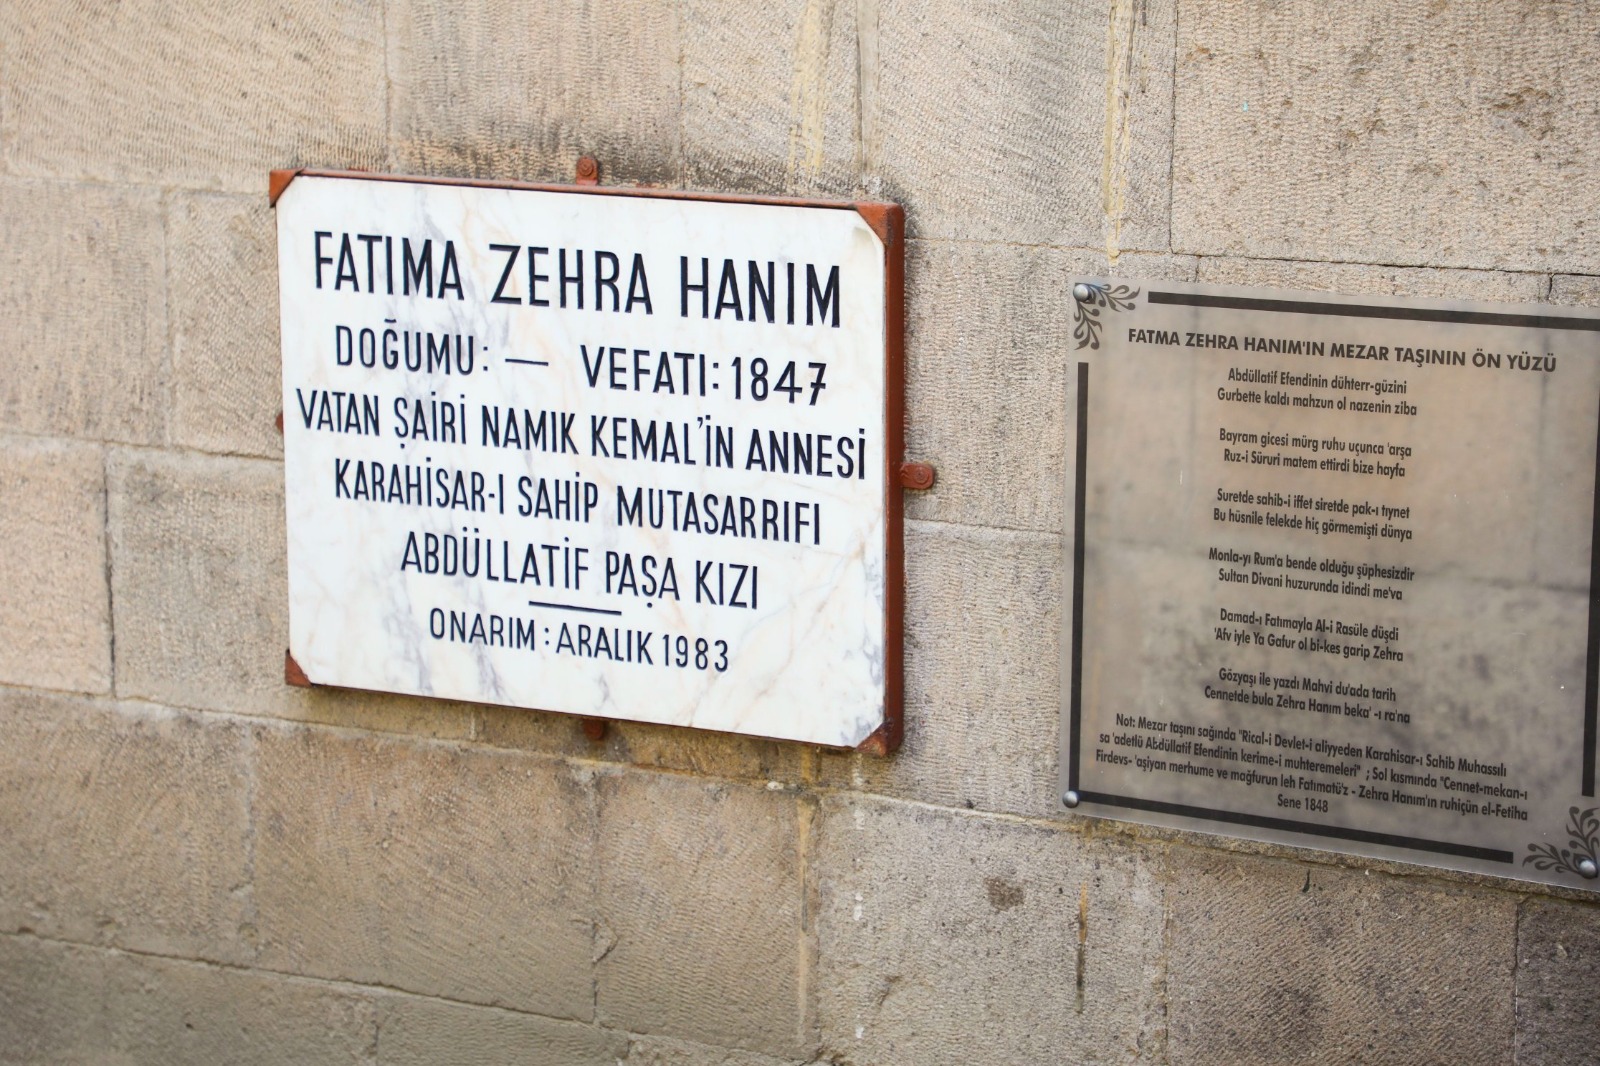 FATIMA ZEHRA HANIM
DOĞUMU: — VEFATI: 1847
VATAN ŞAİRİ NAMIK KEMAL'İN ANNESİ
KARAHİSAR-I SAHİP MUTASARRIFI
ABDÜLLATİF PAŞA KIZI
ONARIM : ARALIK 1983
FATMA ZEHRA HANIM'IN MEZAR TAŞININ ÖN YÜZÜ
Abdüllatif Efendinin dühterr-güzini
Gurbette kaldı mahzun ol nazenin ziba
Bayram gicesi mürg ruhu uçunca 'arşa
Ruz-i Süruri matem ettirdi bize hayfa
Suretde sahib-i iffet siretde pak-ı tıynet
Bu hüsnile felekde hiç görmemişti dünya
Monla-yı Rum'a bende olduğu şüphesizdir
Sultan Divani huzurunda idindi me'va
Damad-ı Fatımayla Al-i Rasüle düşdi
'Afv iyle Ya Gafur ol bi-kes garip Zehra
Gözyaşı ile yazdı Mahvi du'ada tarih
Cennetde bula Zehra Hanım beka' -ı ra'na
Not: Mezar taşını sağında "Rical-i Devlet-i aliyyeden Karahisar-ı Sahib Muhassılı
sa 'adetlü Abdüllatif Efendinin kerime-i muhteremeleri" ; Sol kısmında "Cennet-mekan-ı
Firdevs- 'aşiyan merhume ve mağfurun leh Fatımatü'z - Zehra Hanım'ın ruhiçün el-Fetiha
Sene 1848